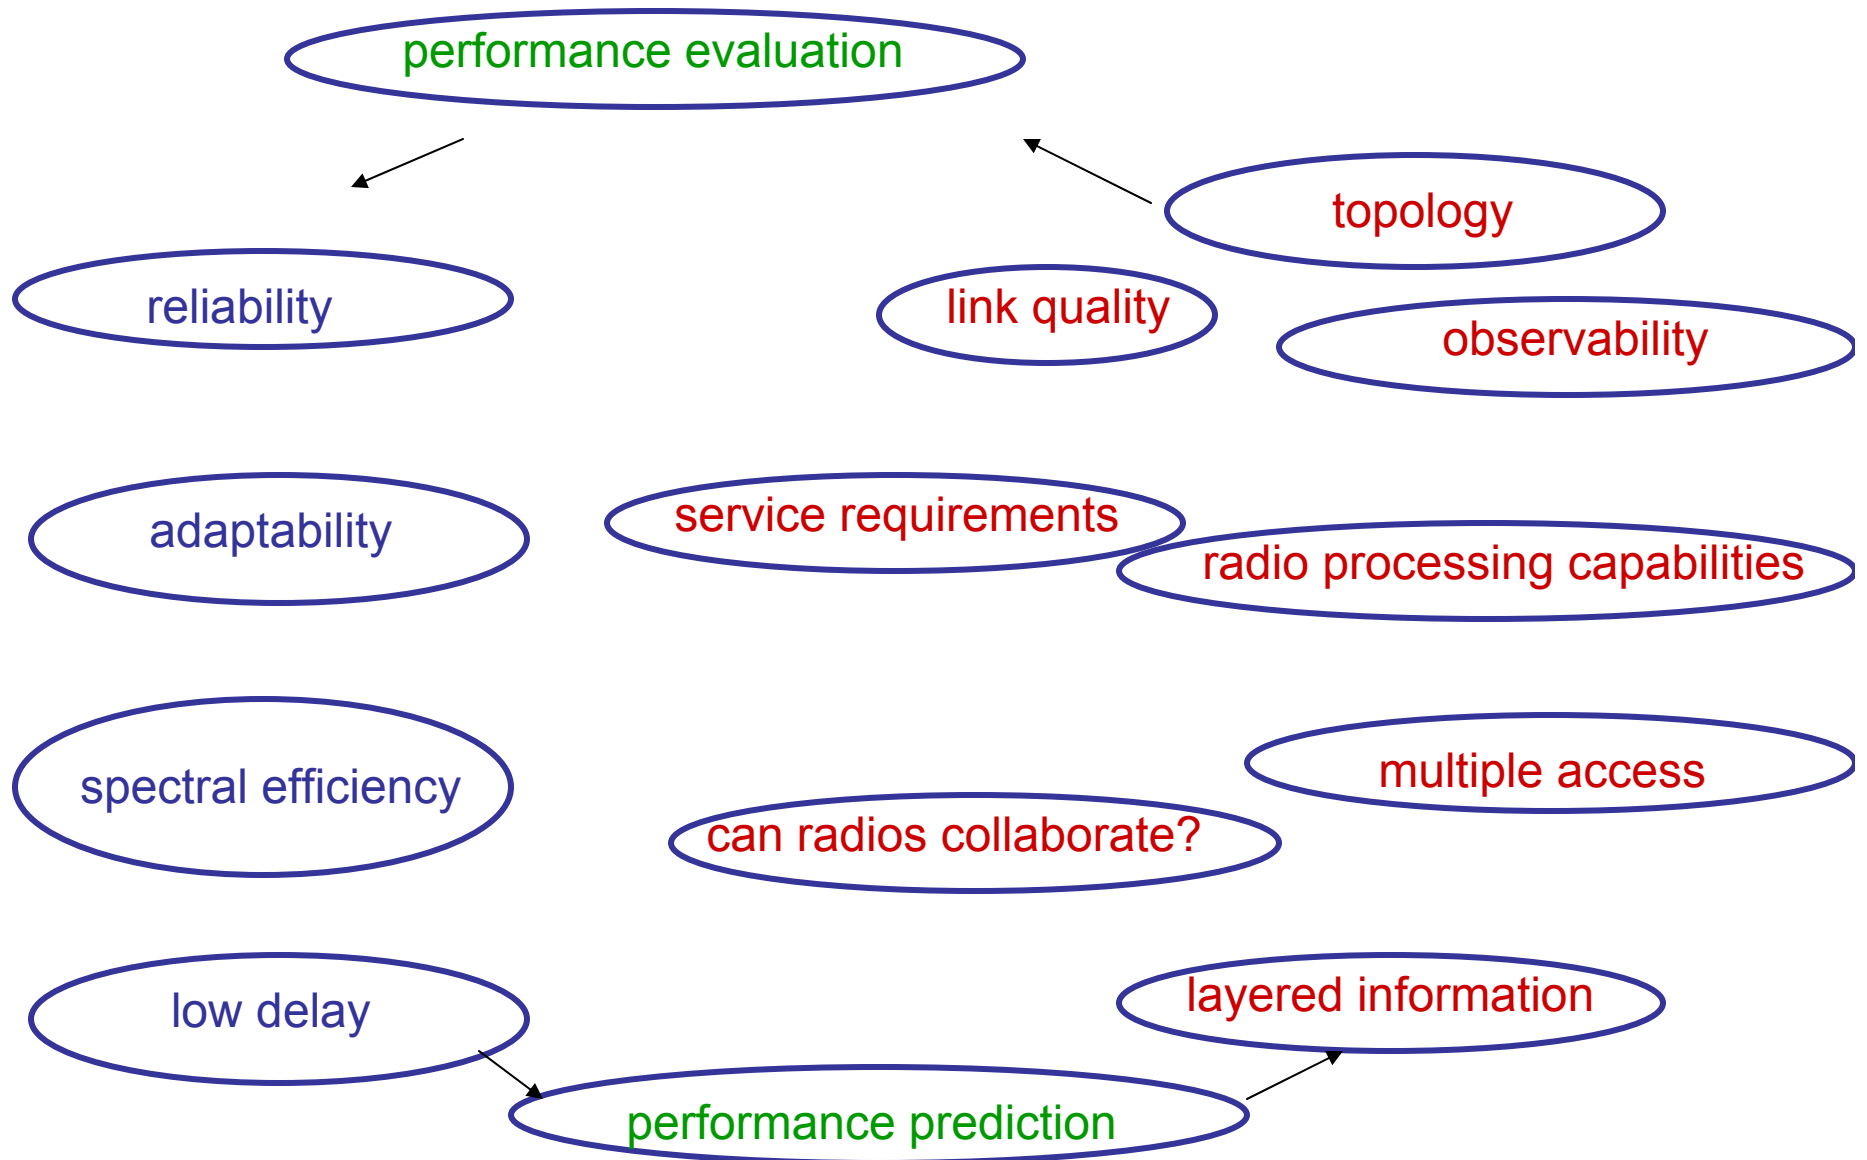 performance evaluation
topology
reliability
link quality
observability
adaptability
service requirements
radio processing capabilities
spectral efficiency
multiple access
can radios collaborate?
low delay
layered information
performance prediction